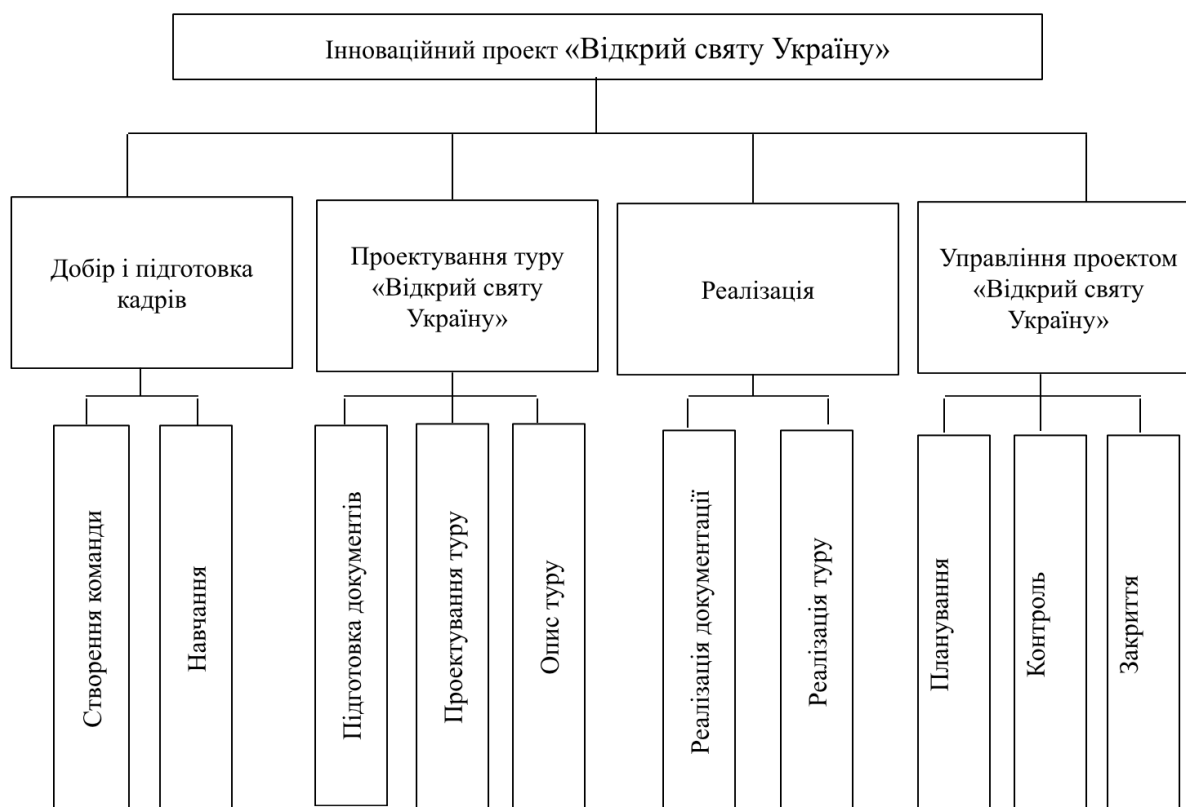 Інноваційний проект «Відкрий святу Україну»
Добір і підготовка
кадрів
Проектування туру
«Відкрий святу
Україну»
Реалізація
Управління проектом
«Відкрий святу
Україну»
Створення команди
Навчання
Підготовка документів
Проектування туру
Опис туру
Реалізація документації
Реалізація туру
Планування
Контроль
Закриття